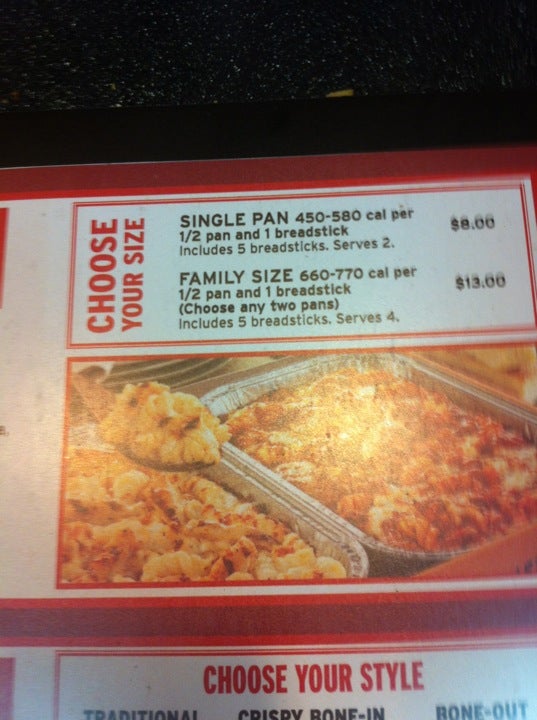 CHOOSE
YOUR SIZE
SINGLE PAN 450-580 cal per
1/2 pan and 1 breadstick
Includes 5 breadsticks. Serves 2.
$8.00
FAMILY SIZE 660-770 cal per
1/2 pan and 1 breadstick
(Choose any two pans)
Includes 5 breadsticks. Serves 4.
$13.00
CHOOSE YOUR STYLE
TRADITIONAL CRISPY BONE-IN BONE-OUT